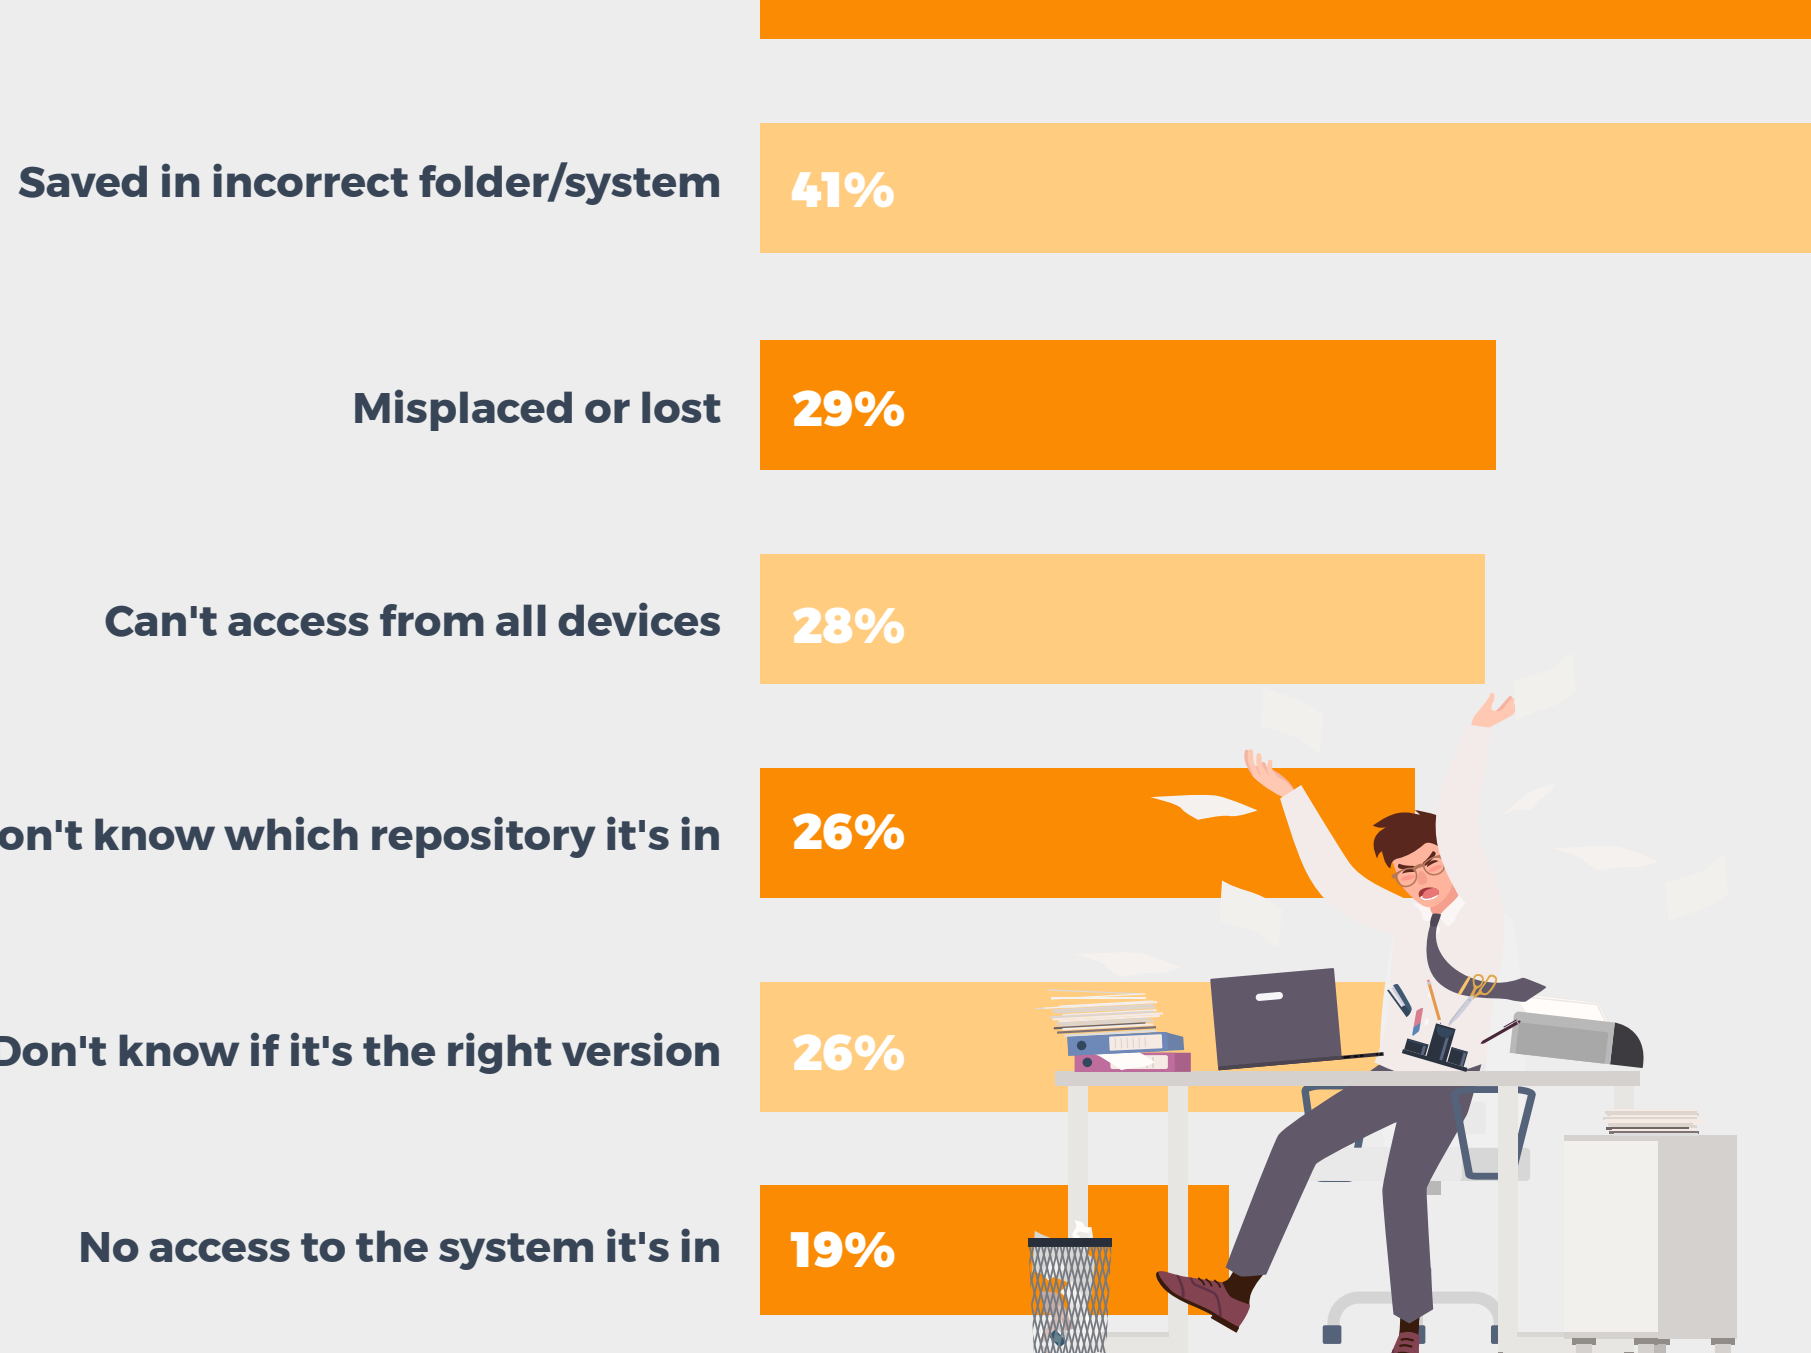 Saved in incorrect folder/system 41%
Misplaced or lost 29%
Can't access from all devices 28%
on't know which repository it's in 26%
Don't know if it's the right version 26%
No access to the system it's in 19%